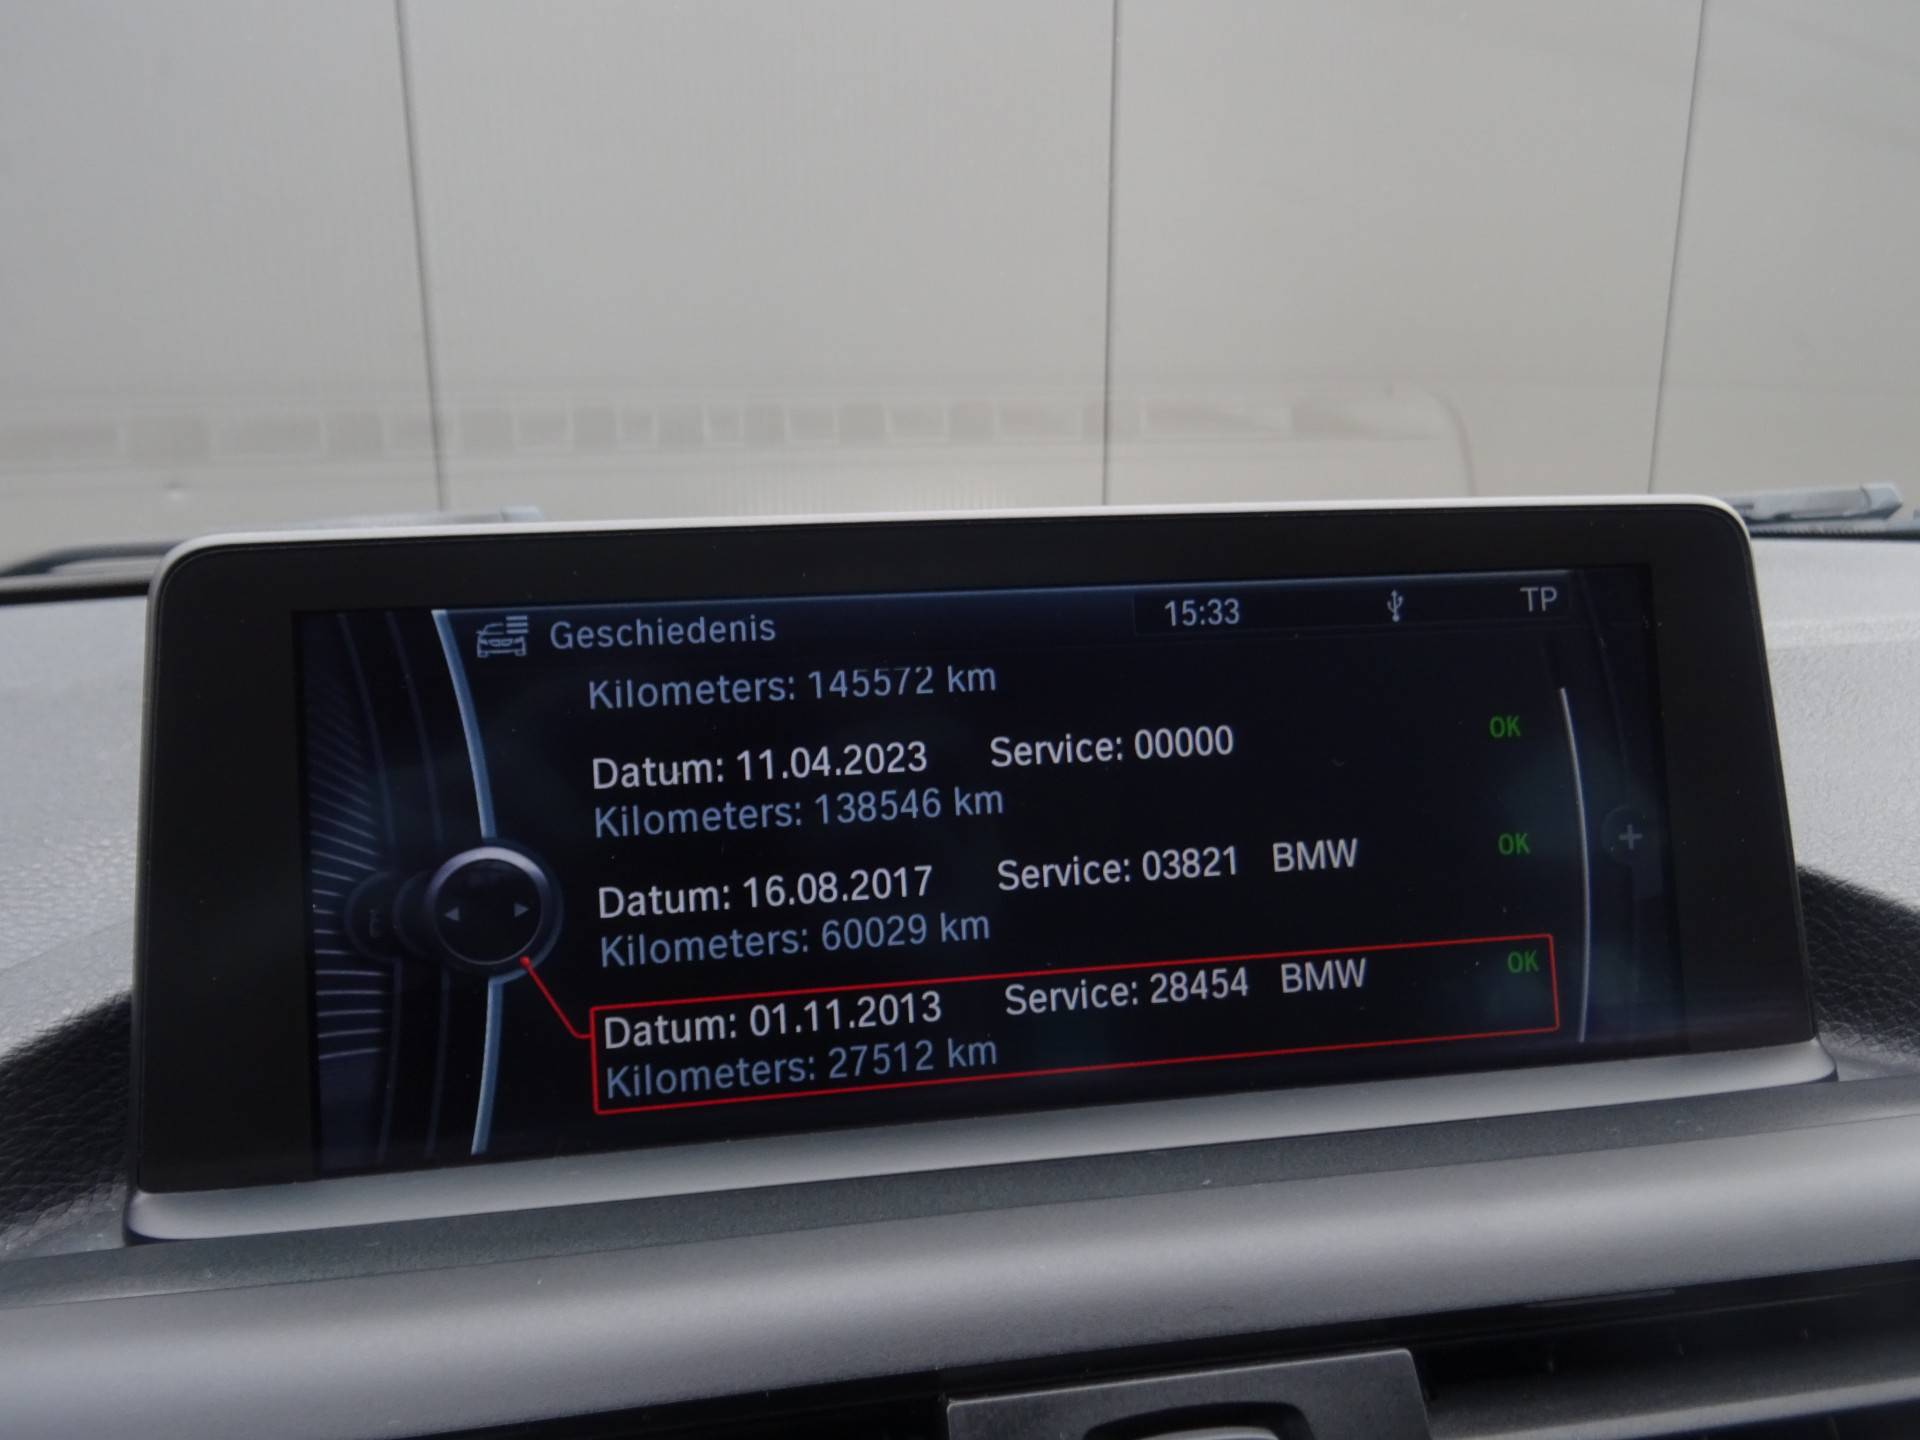 Geschiedenis 15:33 TP
Kilometers: 145572 km
Datum: 11.04.2023 Service: 00000 OK
Kilometers: 138546 km
Datum: 16.08.2017 Service: 03821 BMW OK
Kilometers: 60029 km
Datum: 01.11.2013 Service: 28454 BMW OK
Kilometers: 27512 km